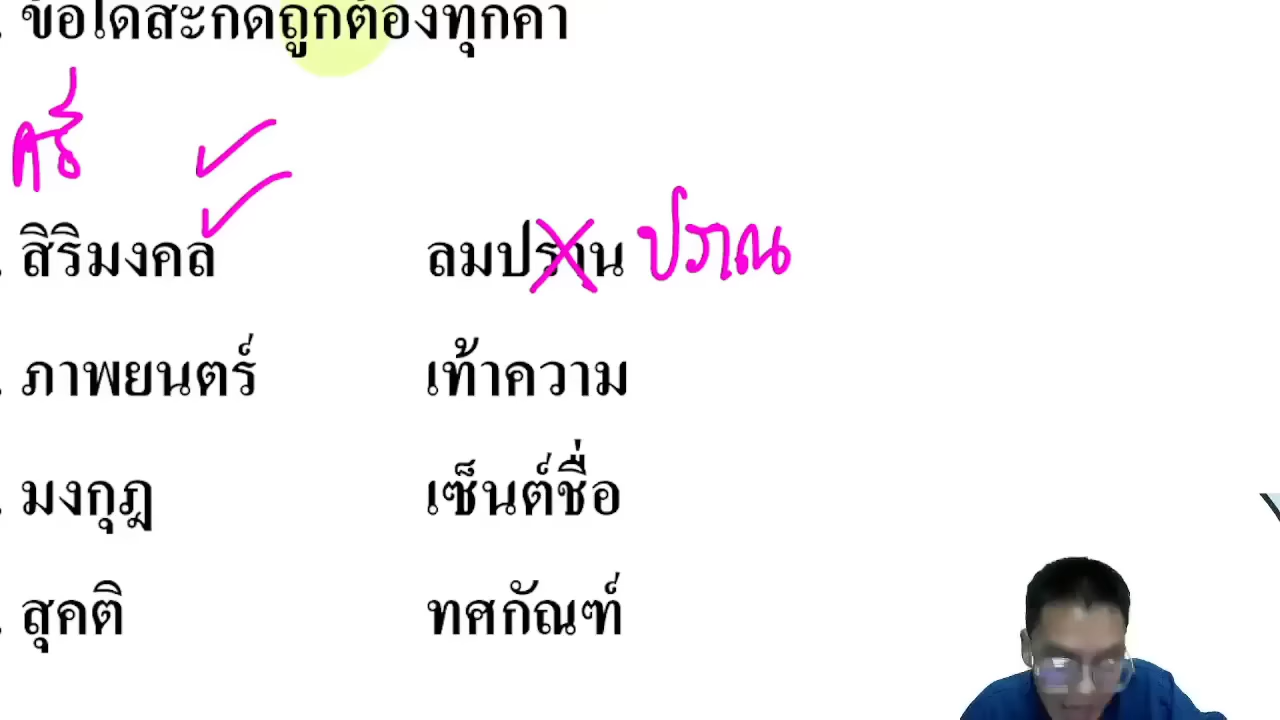 . ข้อใดสะกดถูกต้องทุกคำ
ศรี
. สิริมงคล ลมปราน ปราณ
. ภาพยนตร์ เท้าความ
. มงกุฎ เซ็นต์ชื่อ
. สุคติ ทศกัณฑ์